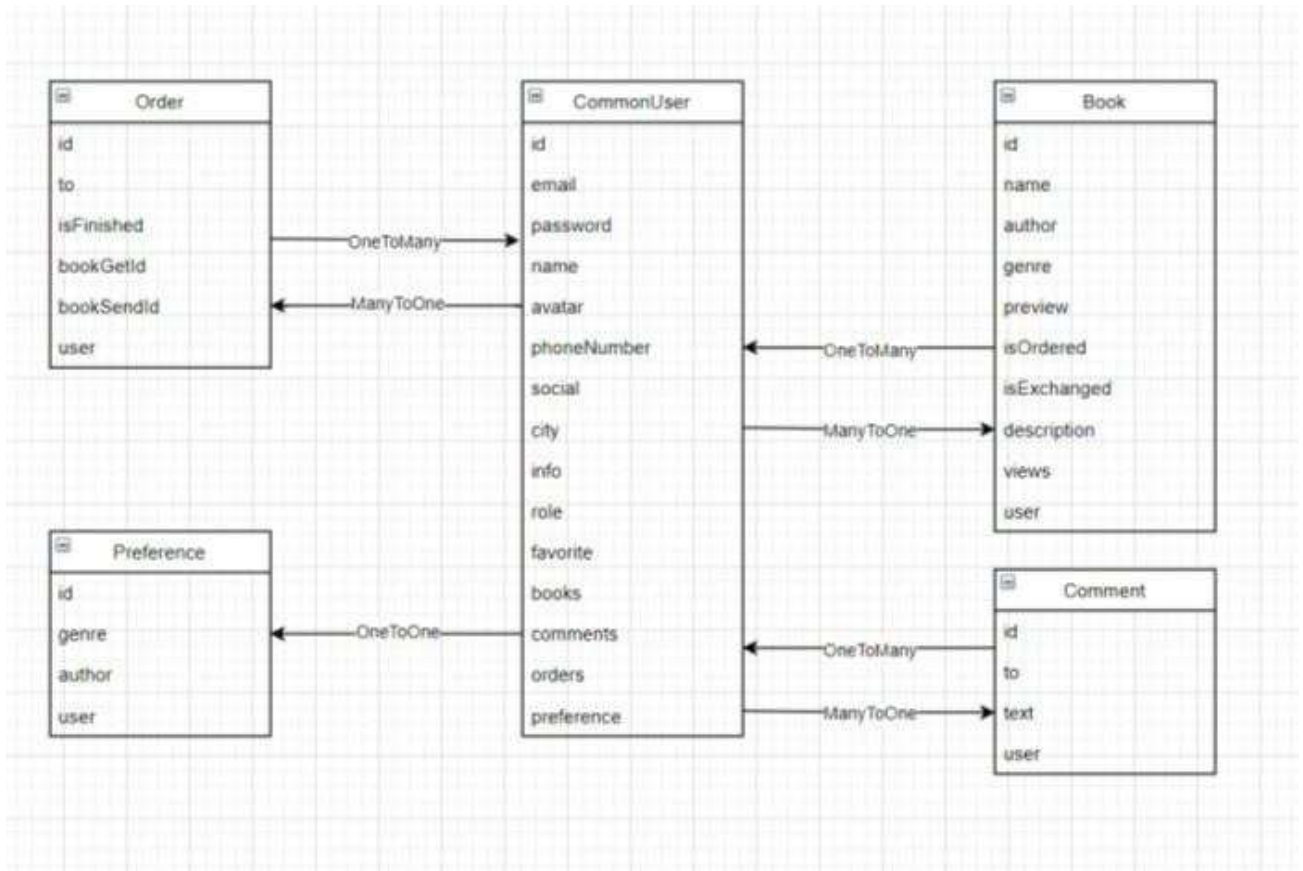 Order
id
to
isFinished
bookGetId
bookSendId
user
OneToMany
ManyToOne
CommonUser
id
email
password
name
avatar
phoneNumber
social
city
info
role
favorite
books
comments
orders
preference
OneToMany
ManyToOne
Book
id
name
author
genre
preview
isOrdered
isExchanged
description
views
user
Preference
id
genre
author
user
OneToOne
OneToMany
ManyToOne
Comment
id
to
text
user